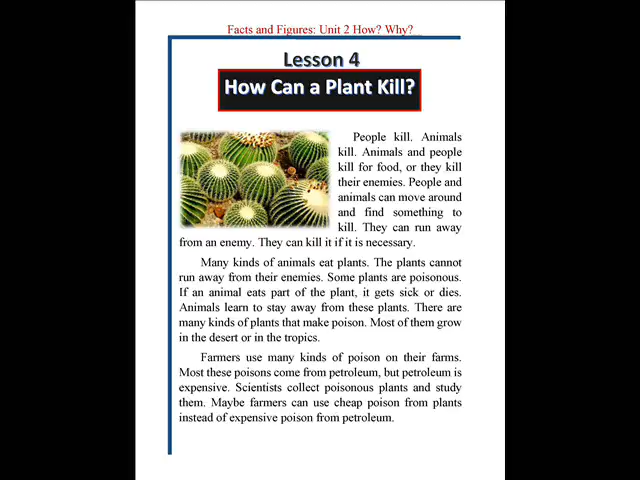 Facts and Figures: Unit 2 How? Why?
Lesson 4
How Can a Plant Kill?
People kill. Animals
kill. Animals and people
kill for food, or they kill
their enemies. People and
animals can move around
and find something to
kill. They can run away
from an enemy. They can kill it if it is necessary.
Many kinds of animals eat plants. The plants cannot
run away from their enemies. Some plants are poisonous.
If an animal eats part of the plant, it gets sick or dies.
Animals learn to stay away from these plants. There are
many kinds of plants that make poison. Most of them grow
in the desert or in the tropics.
Farmers use many kinds of poison on their farms.
Most these poisons come from petroleum, but petroleum is
expensive. Scientists collect poisonous plants and study
them. Maybe farmers can use cheap poison from plants
instead of expensive poison from petroleum.